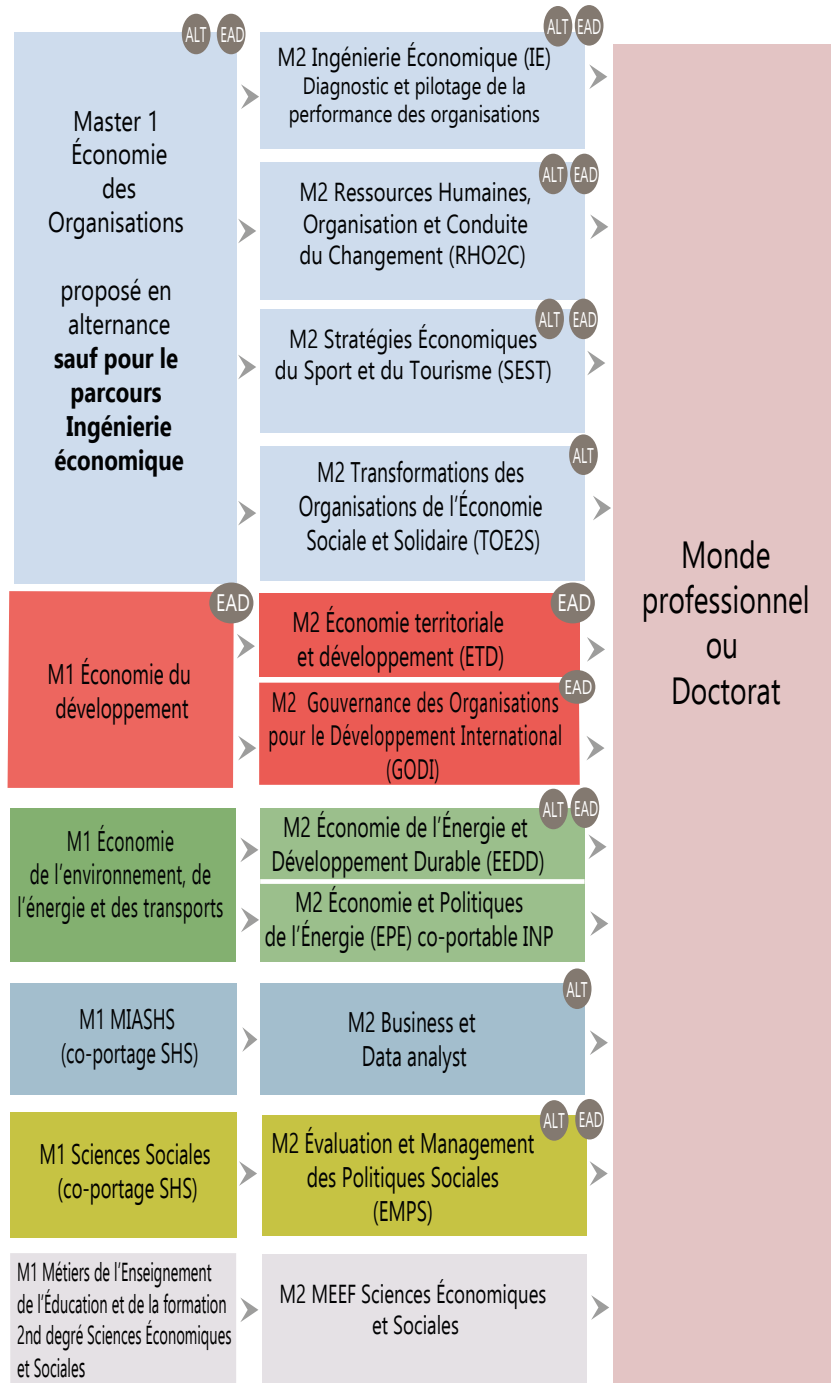 ALT EAD
Master 1
Économie
des
Organisations
proposé en
alternance
sauf pour le
parcours
Ingénierie
économique
ALT EAD
M2 Ingénierie Économique (IE)
Diagnostic et pilotage de la
performance des organisations
ALT EAD
M2 Ressources Humaines,
Organisation et Conduite
du Changement (RHO2C)
ALT EAD
M2 Stratégies Économiques
du Sport et du Tourisme (SEST)
ALT
M2 Transformations des
Organisations de l'Économie
Sociale et Solidaire (TOE2S)
EAD
M1 Économie du
développement
EAD
M2 Économie territoriale
et développement (ETD)
EAD
M2 Gouvernance des Organisations
pour le Développement International
(GODI)
M1 Économie
de l'environnement, de
l'énergie et des transports
ALT EAD
M2 Économie de l'Énergie et
Développement Durable (EEDD)
M2 Économie et Politiques
de l'Énergie (EPE) co-portable INP
M1 MIASHS
(co-portage SHS)
ALT
M2 Business et
Data analyst
M1 Sciences Sociales
(co-portage SHS)
ALT EAD
M2 Évaluation et Management
des Politiques Sociales
(EMPS)
M1 Métiers de l'Enseignement
de l'Éducation et de la formation
2nd degré Sciences Économiques
et Sociales
M2 MEEF Sciences Économiques
et Sociales
Monde
professionnel
ou
Doctorat